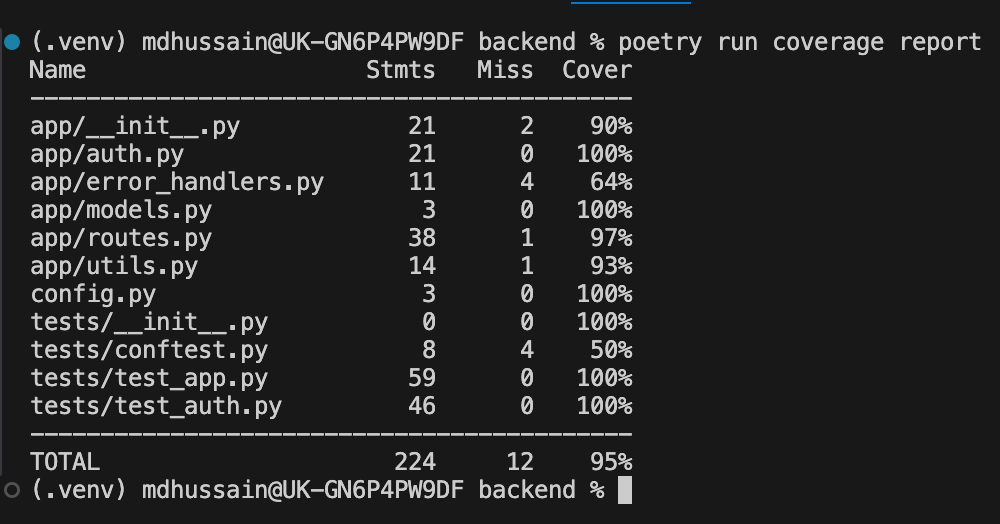 (.venv) mdhussain@UK-GN6P4PW9DF backend % poetry run coverage report
Name                    Stmts   Miss  Cover
-------------------------------------------
app/__init__.py            21      2    90%
app/auth.py                21      0   100%
app/error_handlers.py      11      4    64%
app/models.py               3      0   100%
app/routes.py              38      1    97%
app/utils.py               14      1    93%
config.py                   3      0   100%
tests/__init__.py           0      0   100%
tests/conftest.py           8      4    50%
tests/test_app.py          59      0   100%
tests/test_auth.py         46      0   100%
-------------------------------------------
TOTAL                     224     12    95%
(.venv) mdhussain@UK-GN6P4PW9DF backend %